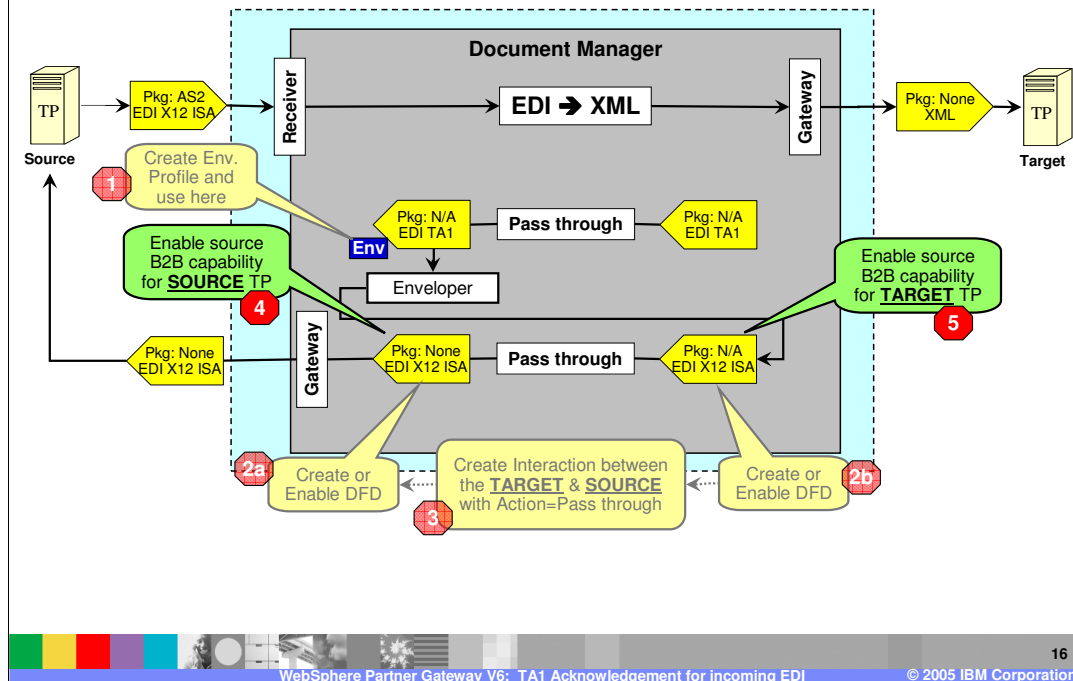 Document Manager
TP
Source
Pkg: AS2
EDI X12 ISA
Receiver
EDI ➔ XML
Gateway
Pkg: None
XML
TP
Target
1
Create Env.
Profile and
use here
Env
Pkg: N/A
EDI TA1
Pass through
Pkg: N/A
EDI TA1
Enveloper
Enable source
B2B capability
for SOURCE TP
4
Enable source
B2B capability
for TARGET TP
5
Pkg: None
EDI X12 ISA
Gateway
Pkg: None
EDI X12 ISA
Pass through
Pkg: N/A
EDI X12 ISA
2a
Create or
Enable DFD
Create Interaction between
the TARGET & SOURCE
with Action=Pass through
3
Create or
Enable DFD
2b
16
WebSphere Partner Gateway V6: TA1 Acknowledgement for incoming EDI
© 2005 IBM Corporation